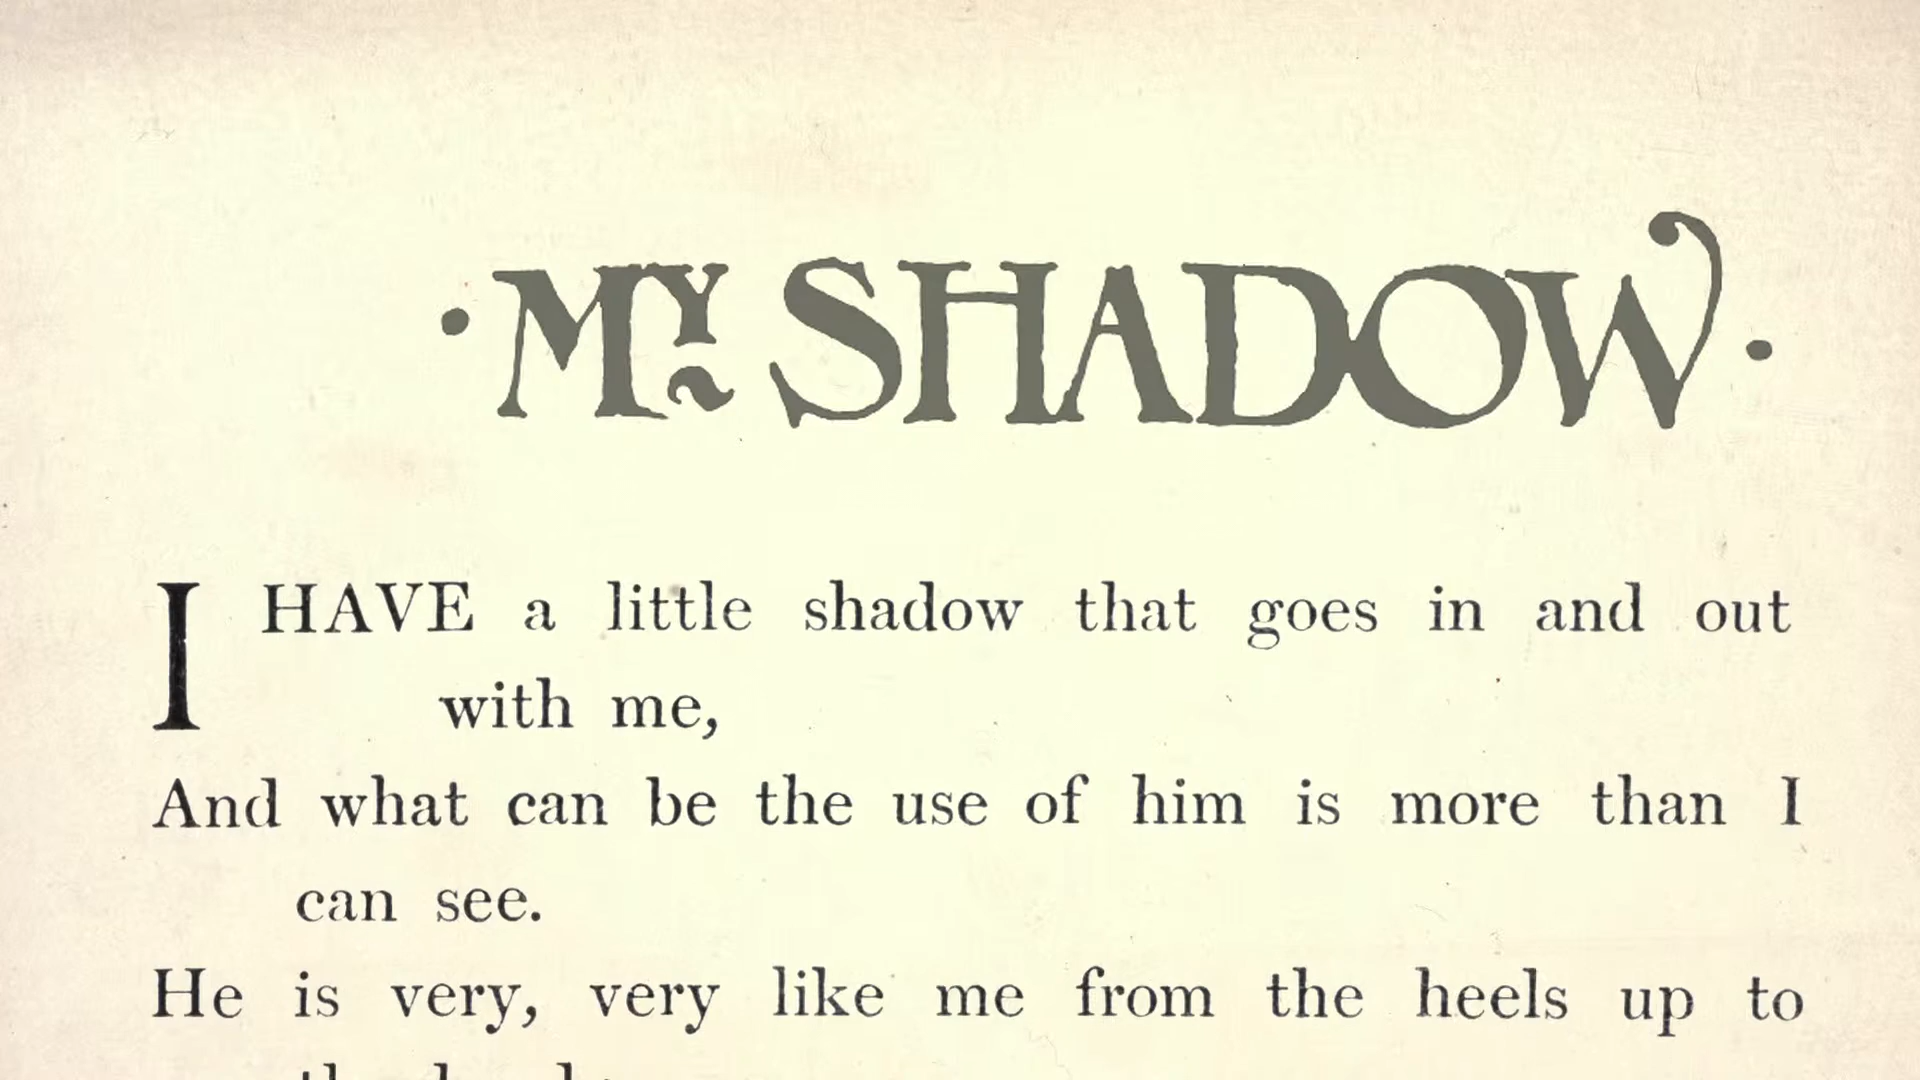 · MY SHADOW ·
I HAVE a little shadow that goes in and out
with me,
And what can be the use of him is more than I
can see.
He is very, very like me from the heels up to